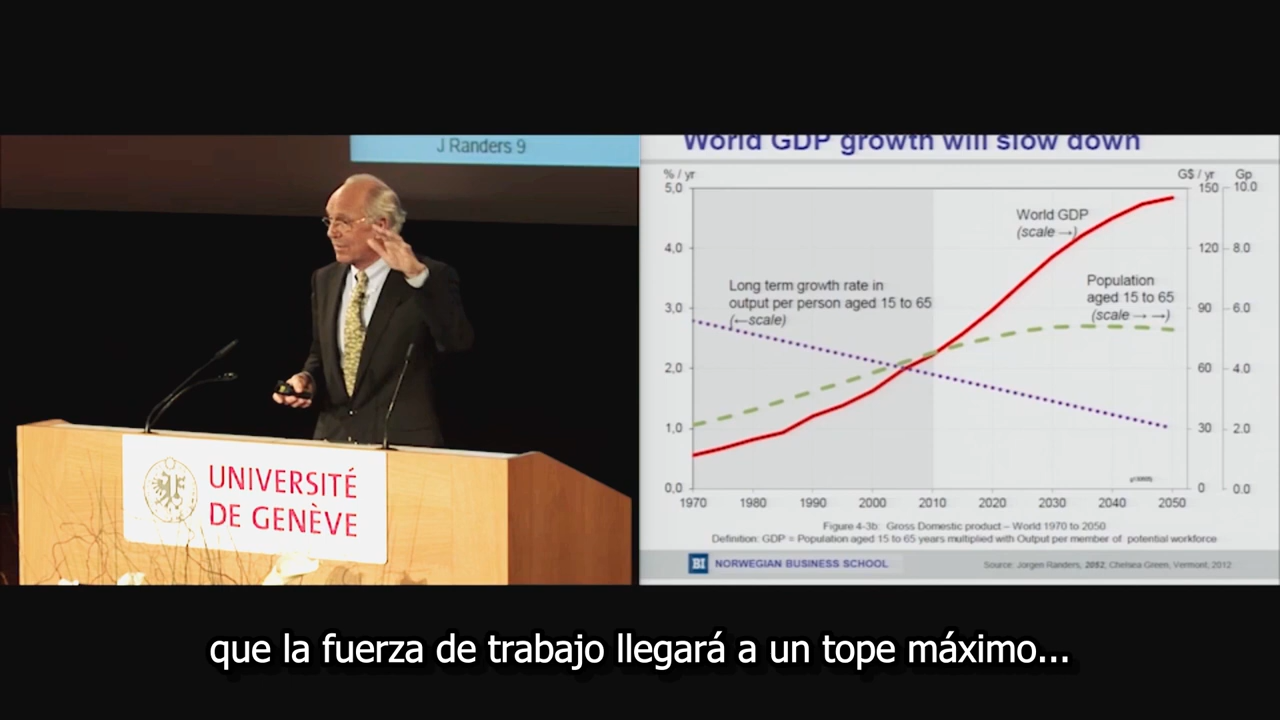 J Randers 9
UNIVERSITÉ
DE GENÈVE
World GDP growth will slow down
% / yr
G$ / yr
Gp
5,0
4,0
3,0
2,0
1,0
0,0
150
120
90
60
30
0
10.0
8.0
6.0
4.0
2.0
0.0
World GDP
(scale →)
Population
aged 15 to 65
(scale → →)
Long term growth rate in
output per person aged 15 to 65
(←scale)
1970 1980 1990 2000 2010 2020 2030 2040 2050
Figure 4-3b: Gross Domestic product – World 1970 to 2050
Definition: GDP = Population aged 15 to 65 years multiplied with Output per member of potential workforce
BI NORWEGIAN BUSINESS SCHOOL
Source: Jorgen Randers, 2052, Chelsea Green, Vermont, 2012
que la fuerza de trabajo llegará a un tope máximo...